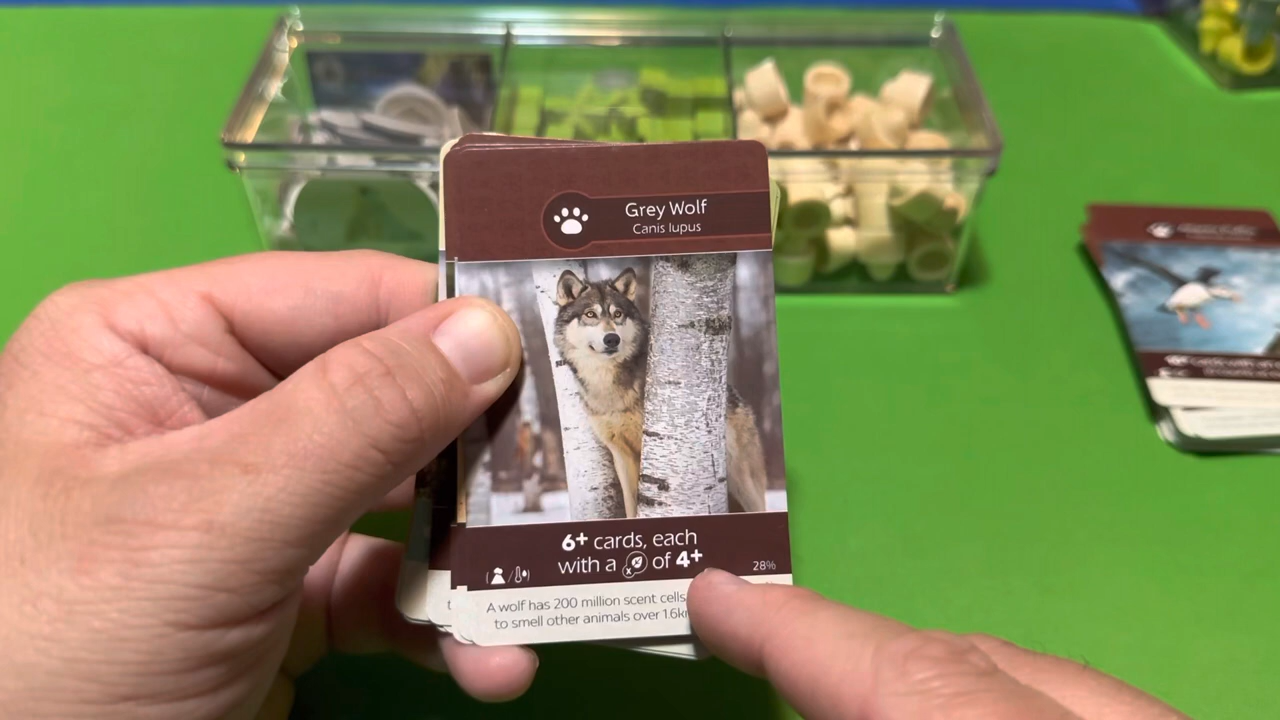 Grey Wolf
Canis lupus
6+ cards, each
with a x of 4+
( / )
28%
A wolf has 200 million scent cells
to smell other animals over 1.6k